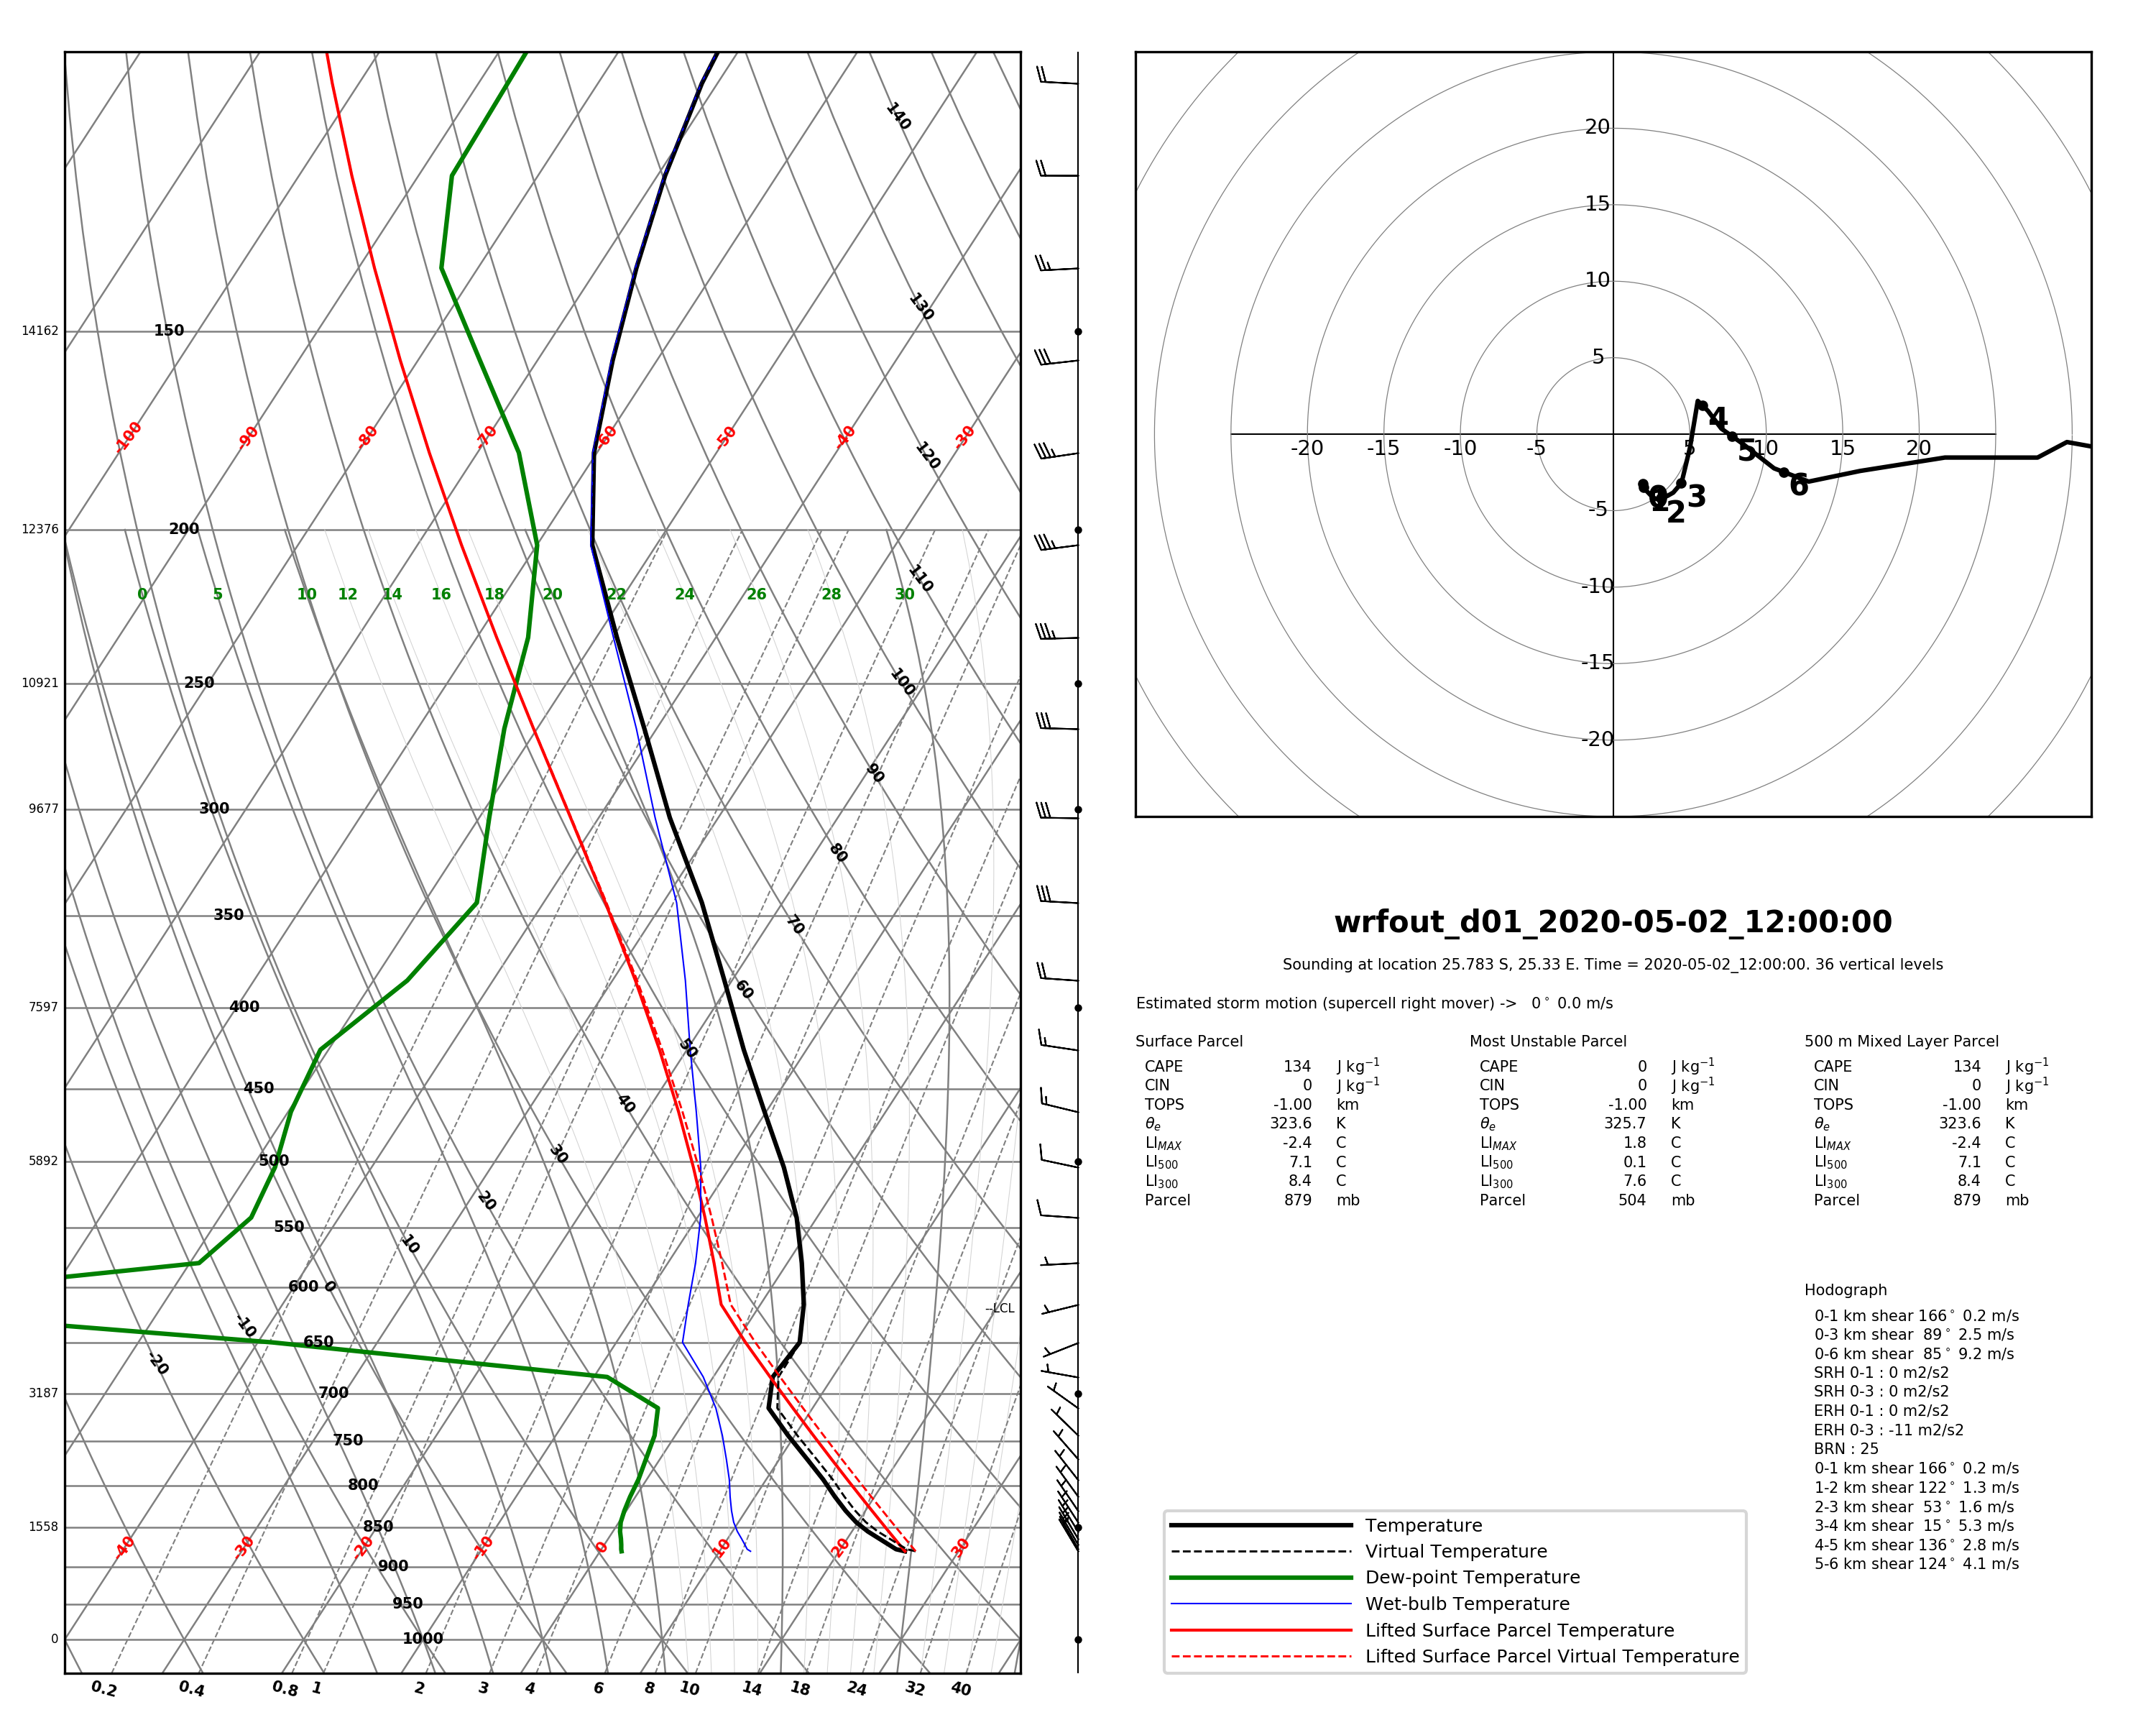 140
130
14162 150
-100 -90 -80 -70 -60 -50 -40 -30
120
12376 200
110
0 5 10 12 14 16 18 20 22 24 26 28 30
100
10921 250
90
9677 300
80
350
70
60
7597 400
50
450
40
30
5892 500
20
550
10
600 0
--LCL
-10
650
-20
3187 700
750
800
1558 850
-40 -30 -20 -10 0 10 20 30
900
950
0 1000
0.2 0.4 0.8 1 2 3 4 6 8 10 14 18 24 32 40
20
15
10
5
-20 -15 -10 -5 5 10 15 20
-5
-10
-15
-20
0 1 2 3 4 5 6
wrfout_d01_2020-05-02_12:00:00
Sounding at location 25.783 S, 25.33 E. Time = 2020-05-02_12:00:00. 36 vertical levels
Estimated storm motion (supercell right mover) -> 0° 0.0 m/s
Surface Parcel
CAPE 134 J kg⁻¹
CIN 0 J kg⁻¹
TOPS -1.00 km
θe 323.6 K
LI MAX -2.4 C
LI500 7.1 C
LI300 8.4 C
Parcel 879 mb
Most Unstable Parcel
CAPE 0 J kg⁻¹
CIN 0 J kg⁻¹
TOPS -1.00 km
θe 325.7 K
LI MAX 1.8 C
LI500 0.1 C
LI300 7.6 C
Parcel 504 mb
500 m Mixed Layer Parcel
CAPE 134 J kg⁻¹
CIN 0 J kg⁻¹
TOPS -1.00 km
θe 323.6 K
LI MAX -2.4 C
LI500 7.1 C
LI300 8.4 C
Parcel 879 mb
Hodograph
0-1 km shear 166° 0.2 m/s
0-3 km shear 89° 2.5 m/s
0-6 km shear 85° 9.2 m/s
SRH 0-1 : 0 m2/s2
SRH 0-3 : 0 m2/s2
ERH 0-1 : 0 m2/s2
ERH 0-3 : -11 m2/s2
BRN : 25
0-1 km shear 166° 0.2 m/s
1-2 km shear 122° 1.3 m/s
2-3 km shear 53° 1.6 m/s
3-4 km shear 15° 5.3 m/s
4-5 km shear 136° 2.8 m/s
5-6 km shear 124° 4.1 m/s
Temperature
Virtual Temperature
Dew-point Temperature
Wet-bulb Temperature
Lifted Surface Parcel Temperature
Lifted Surface Parcel Virtual Temperature